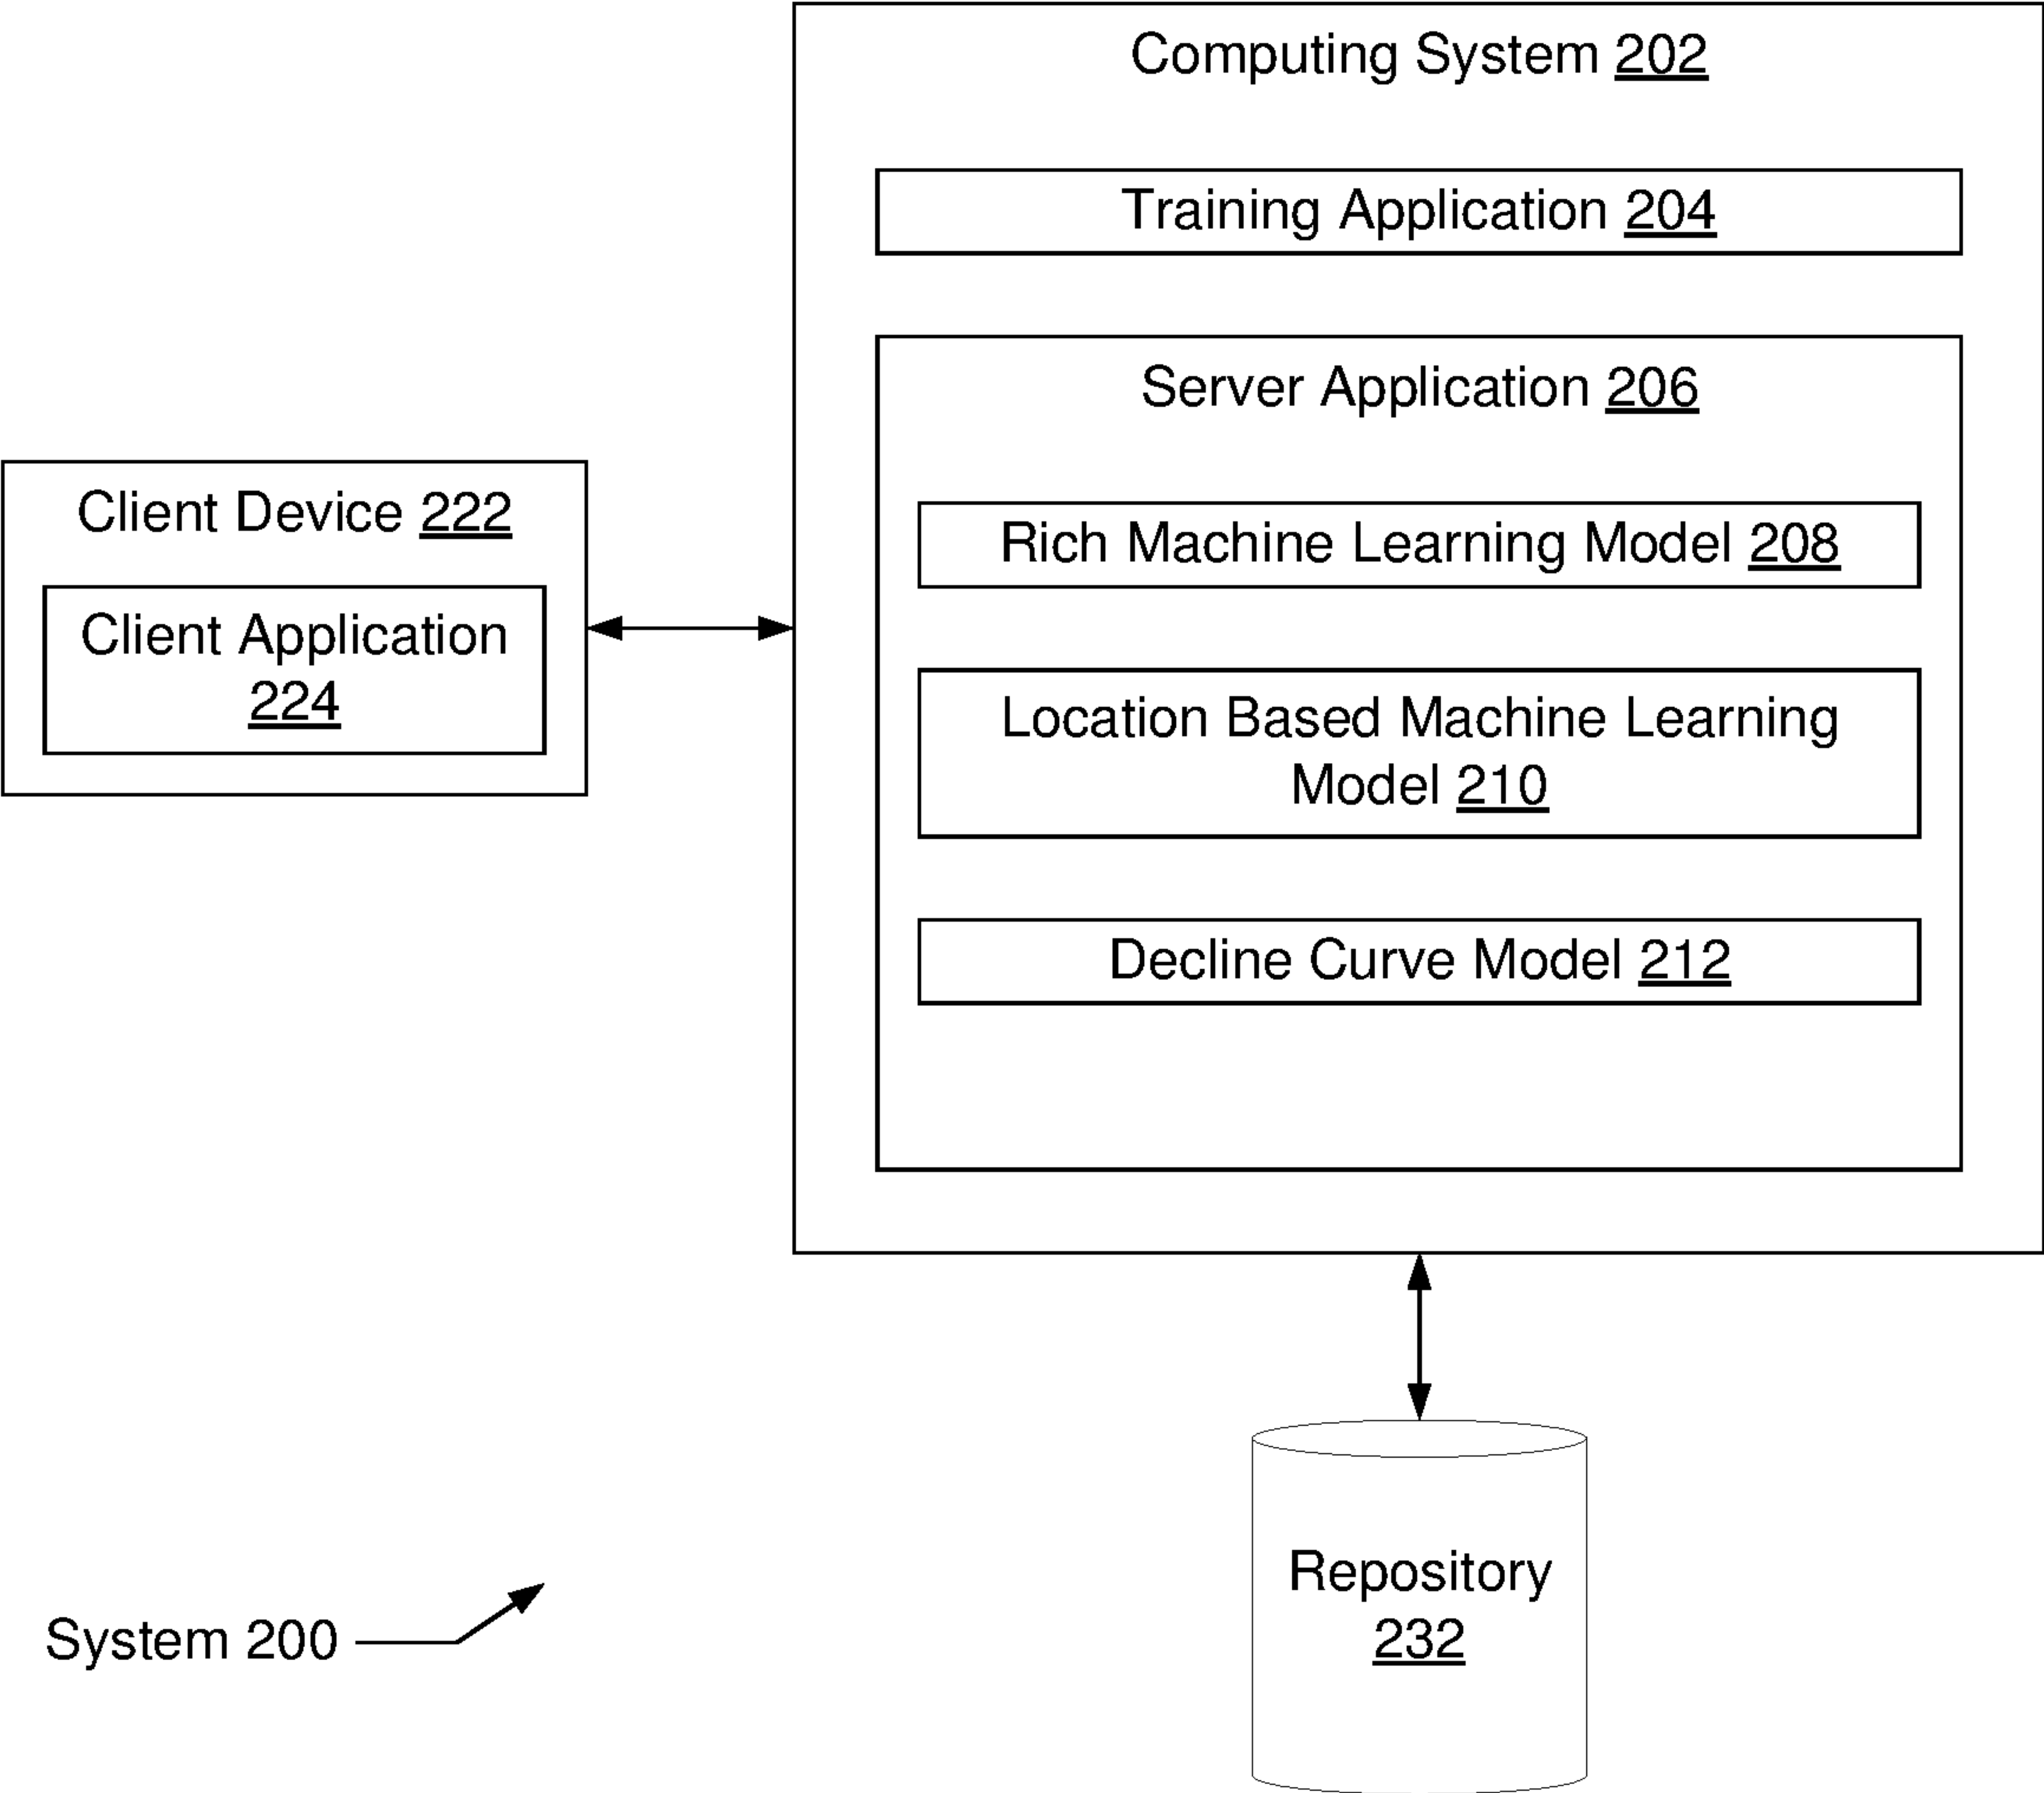 Computing System 202
Training Application 204
Server Application 206
Rich Machine Learning Model 208
Location Based Machine Learning
Model 210
Decline Curve Model 212
Client Device 222
Client Application
224
Repository
232
System 200